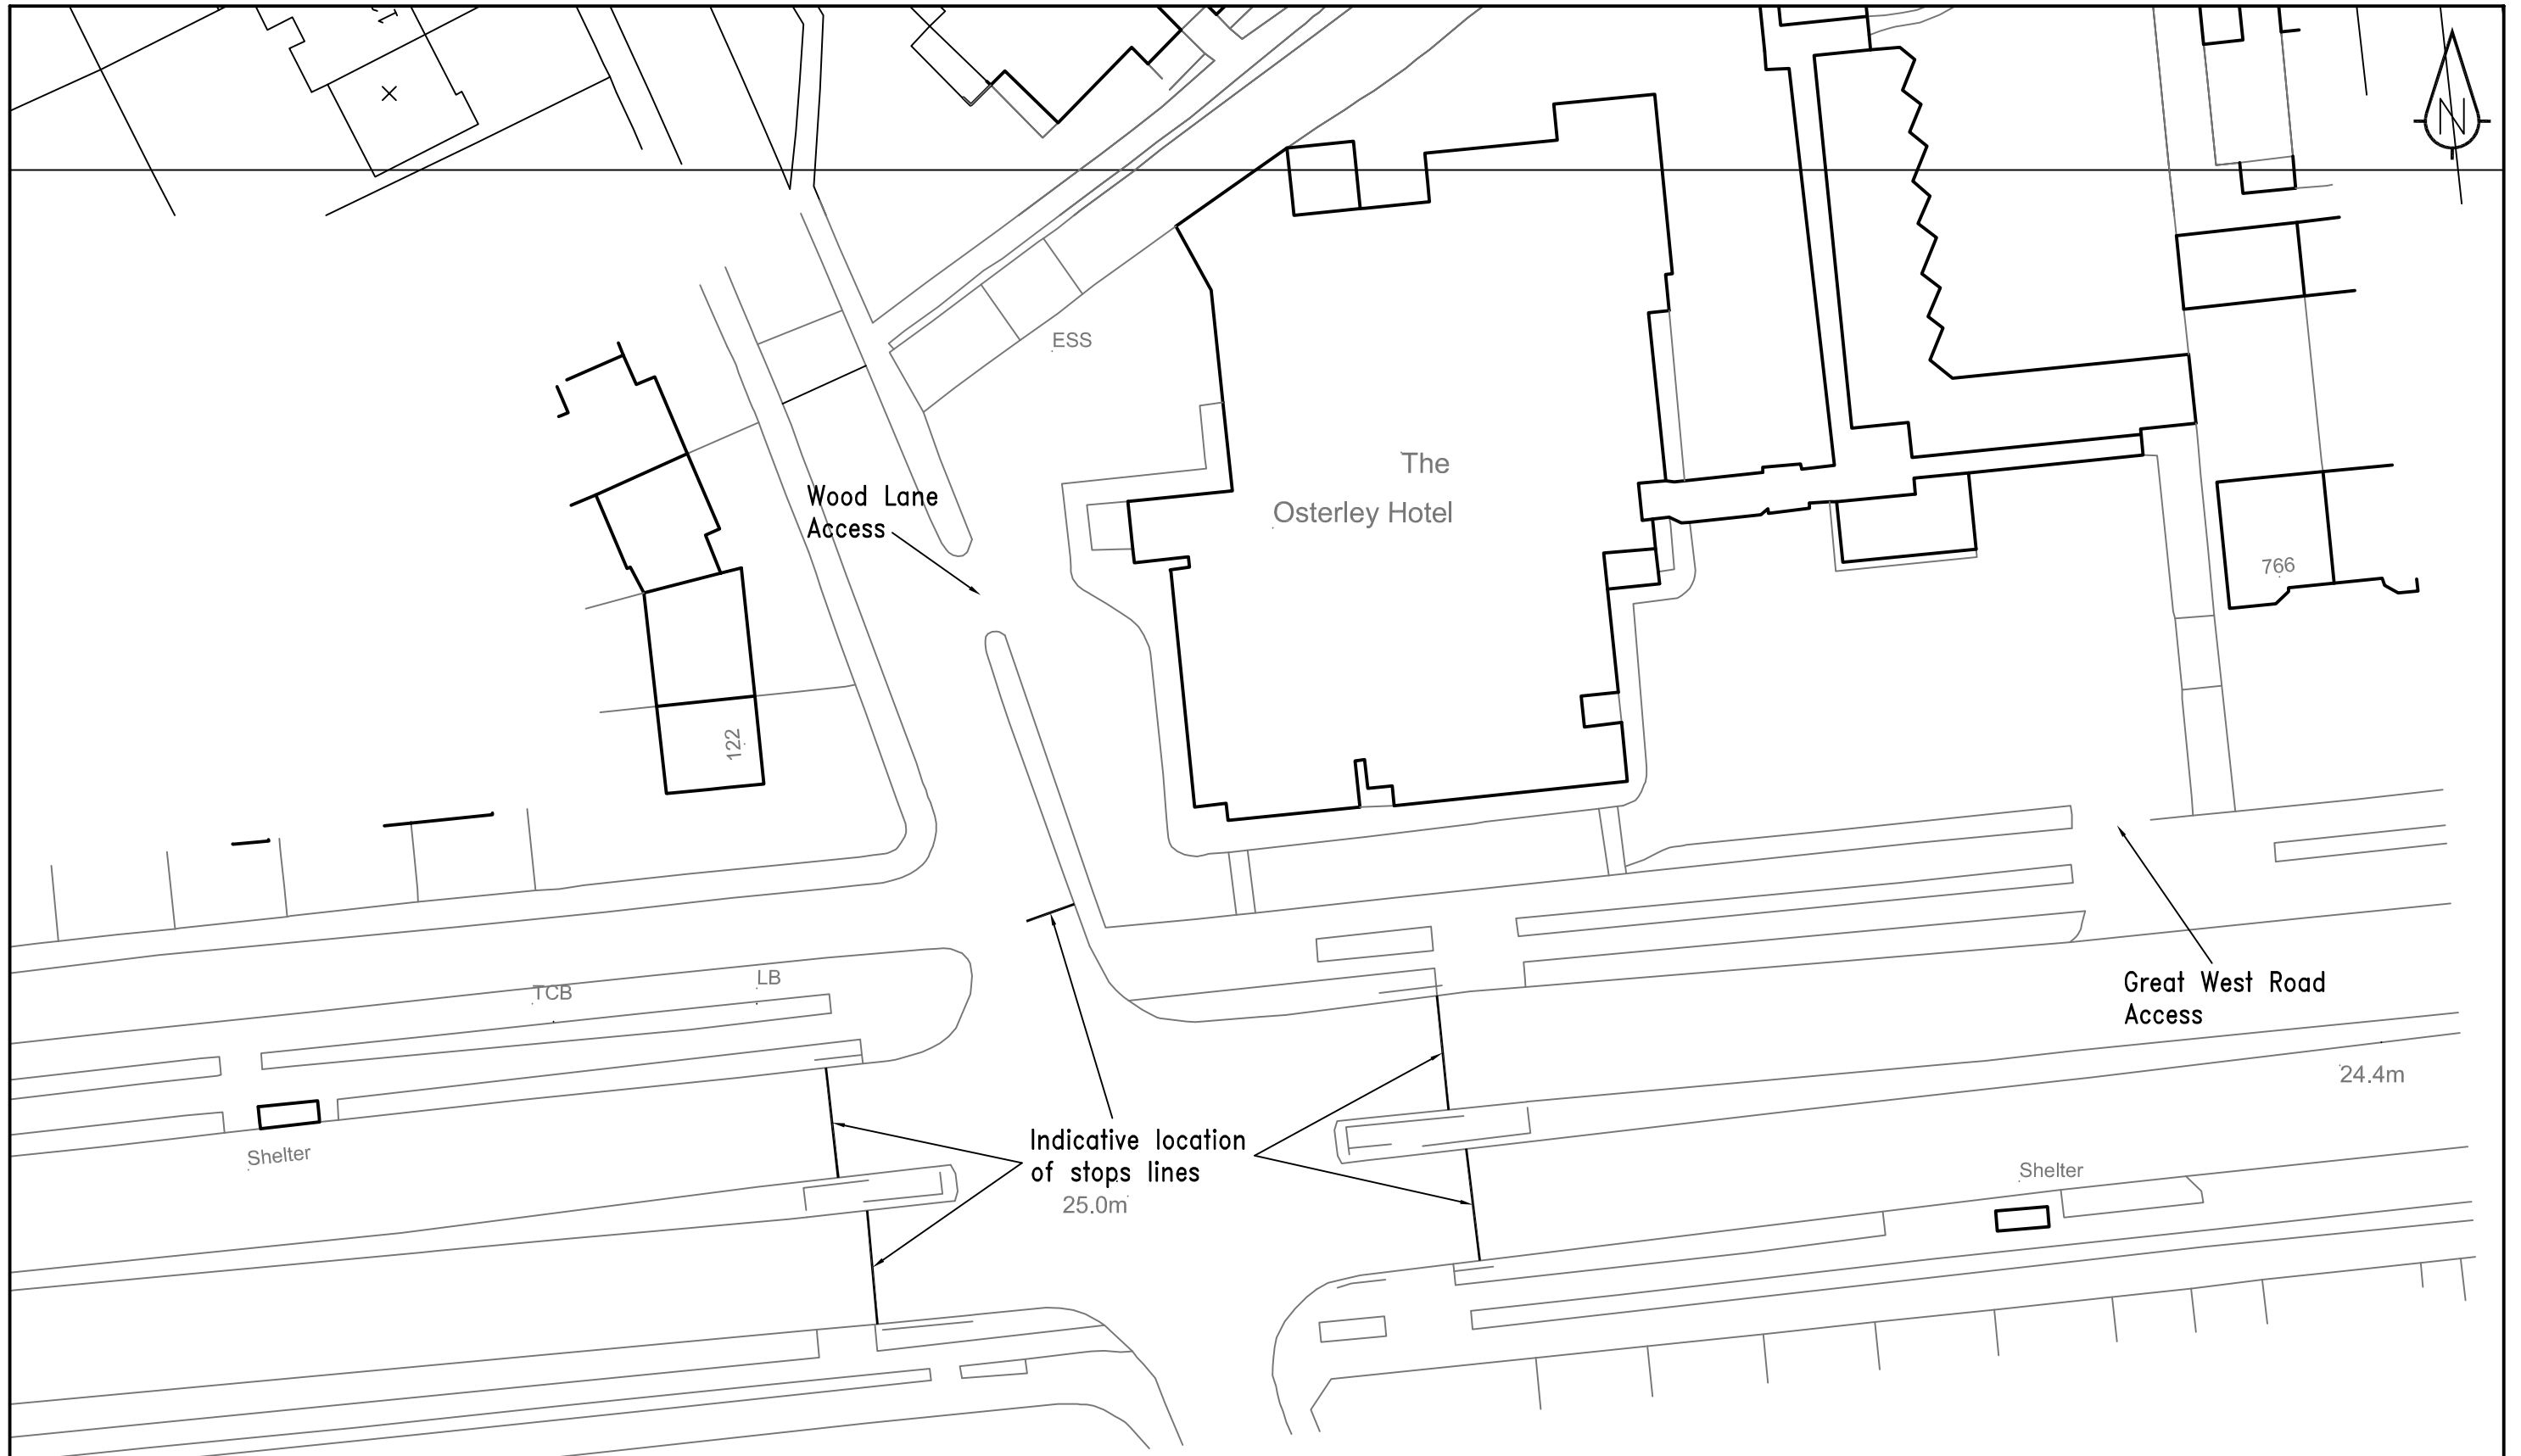 N
ESS
The
Osterley Hotel
Wood Lane
Access
766
122
LB
TCB
Great West Road
Access
24.4m
Indicative location
of stops lines
25.0m
Shelter
Shelter